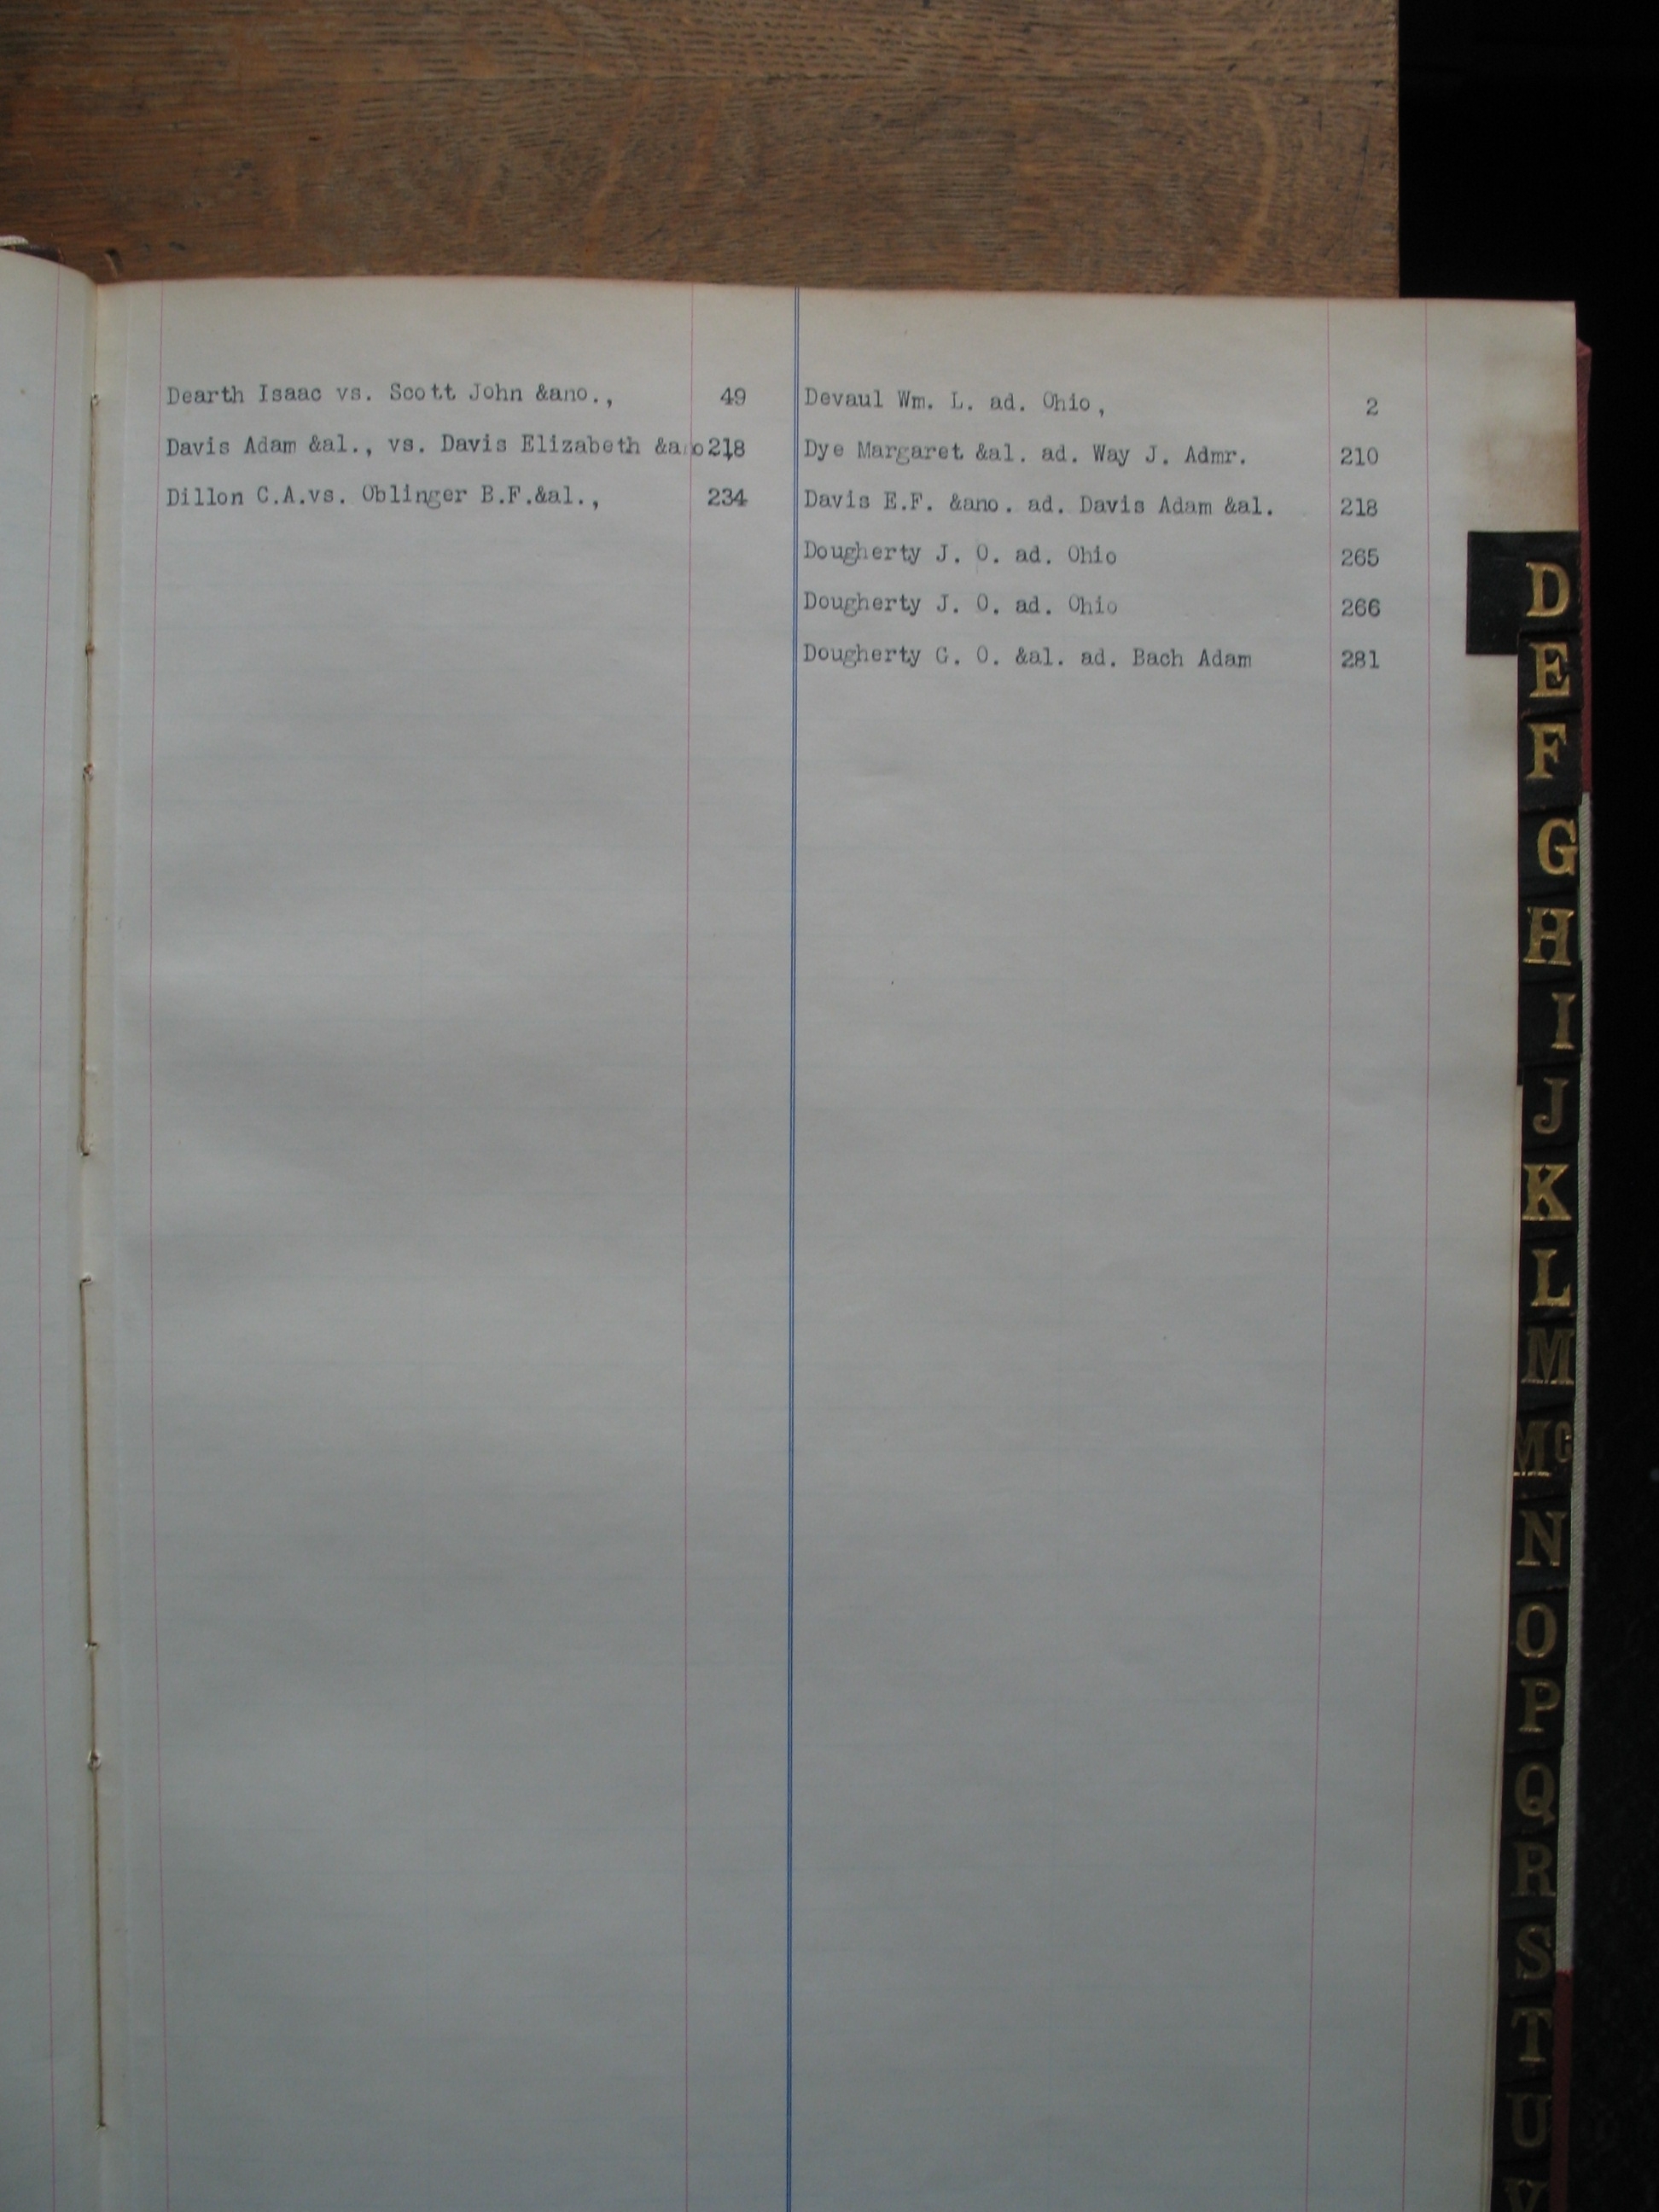 Dearth Isaac vs. Scott John &ano., 49
Davis Adam &al., vs. Davis Elizabeth &ano 218
Dillon C.A.vs. Oblinger B.F.&al., 234
Devaul Wm. L. ad. Ohio, 2
Dye Margaret &al. ad. Way J. Admr. 210
Davis E.F. &ano. ad. Davis Adam &al. 218
Dougherty J. O. ad. Ohio 265
Dougherty J. O. ad. Ohio 266
Dougherty G. O. &al. ad. Bach Adam 281
D
E
F
G
H
I
J
K
L
M
Mc
N
O
P
Q
R
S
T
U
V